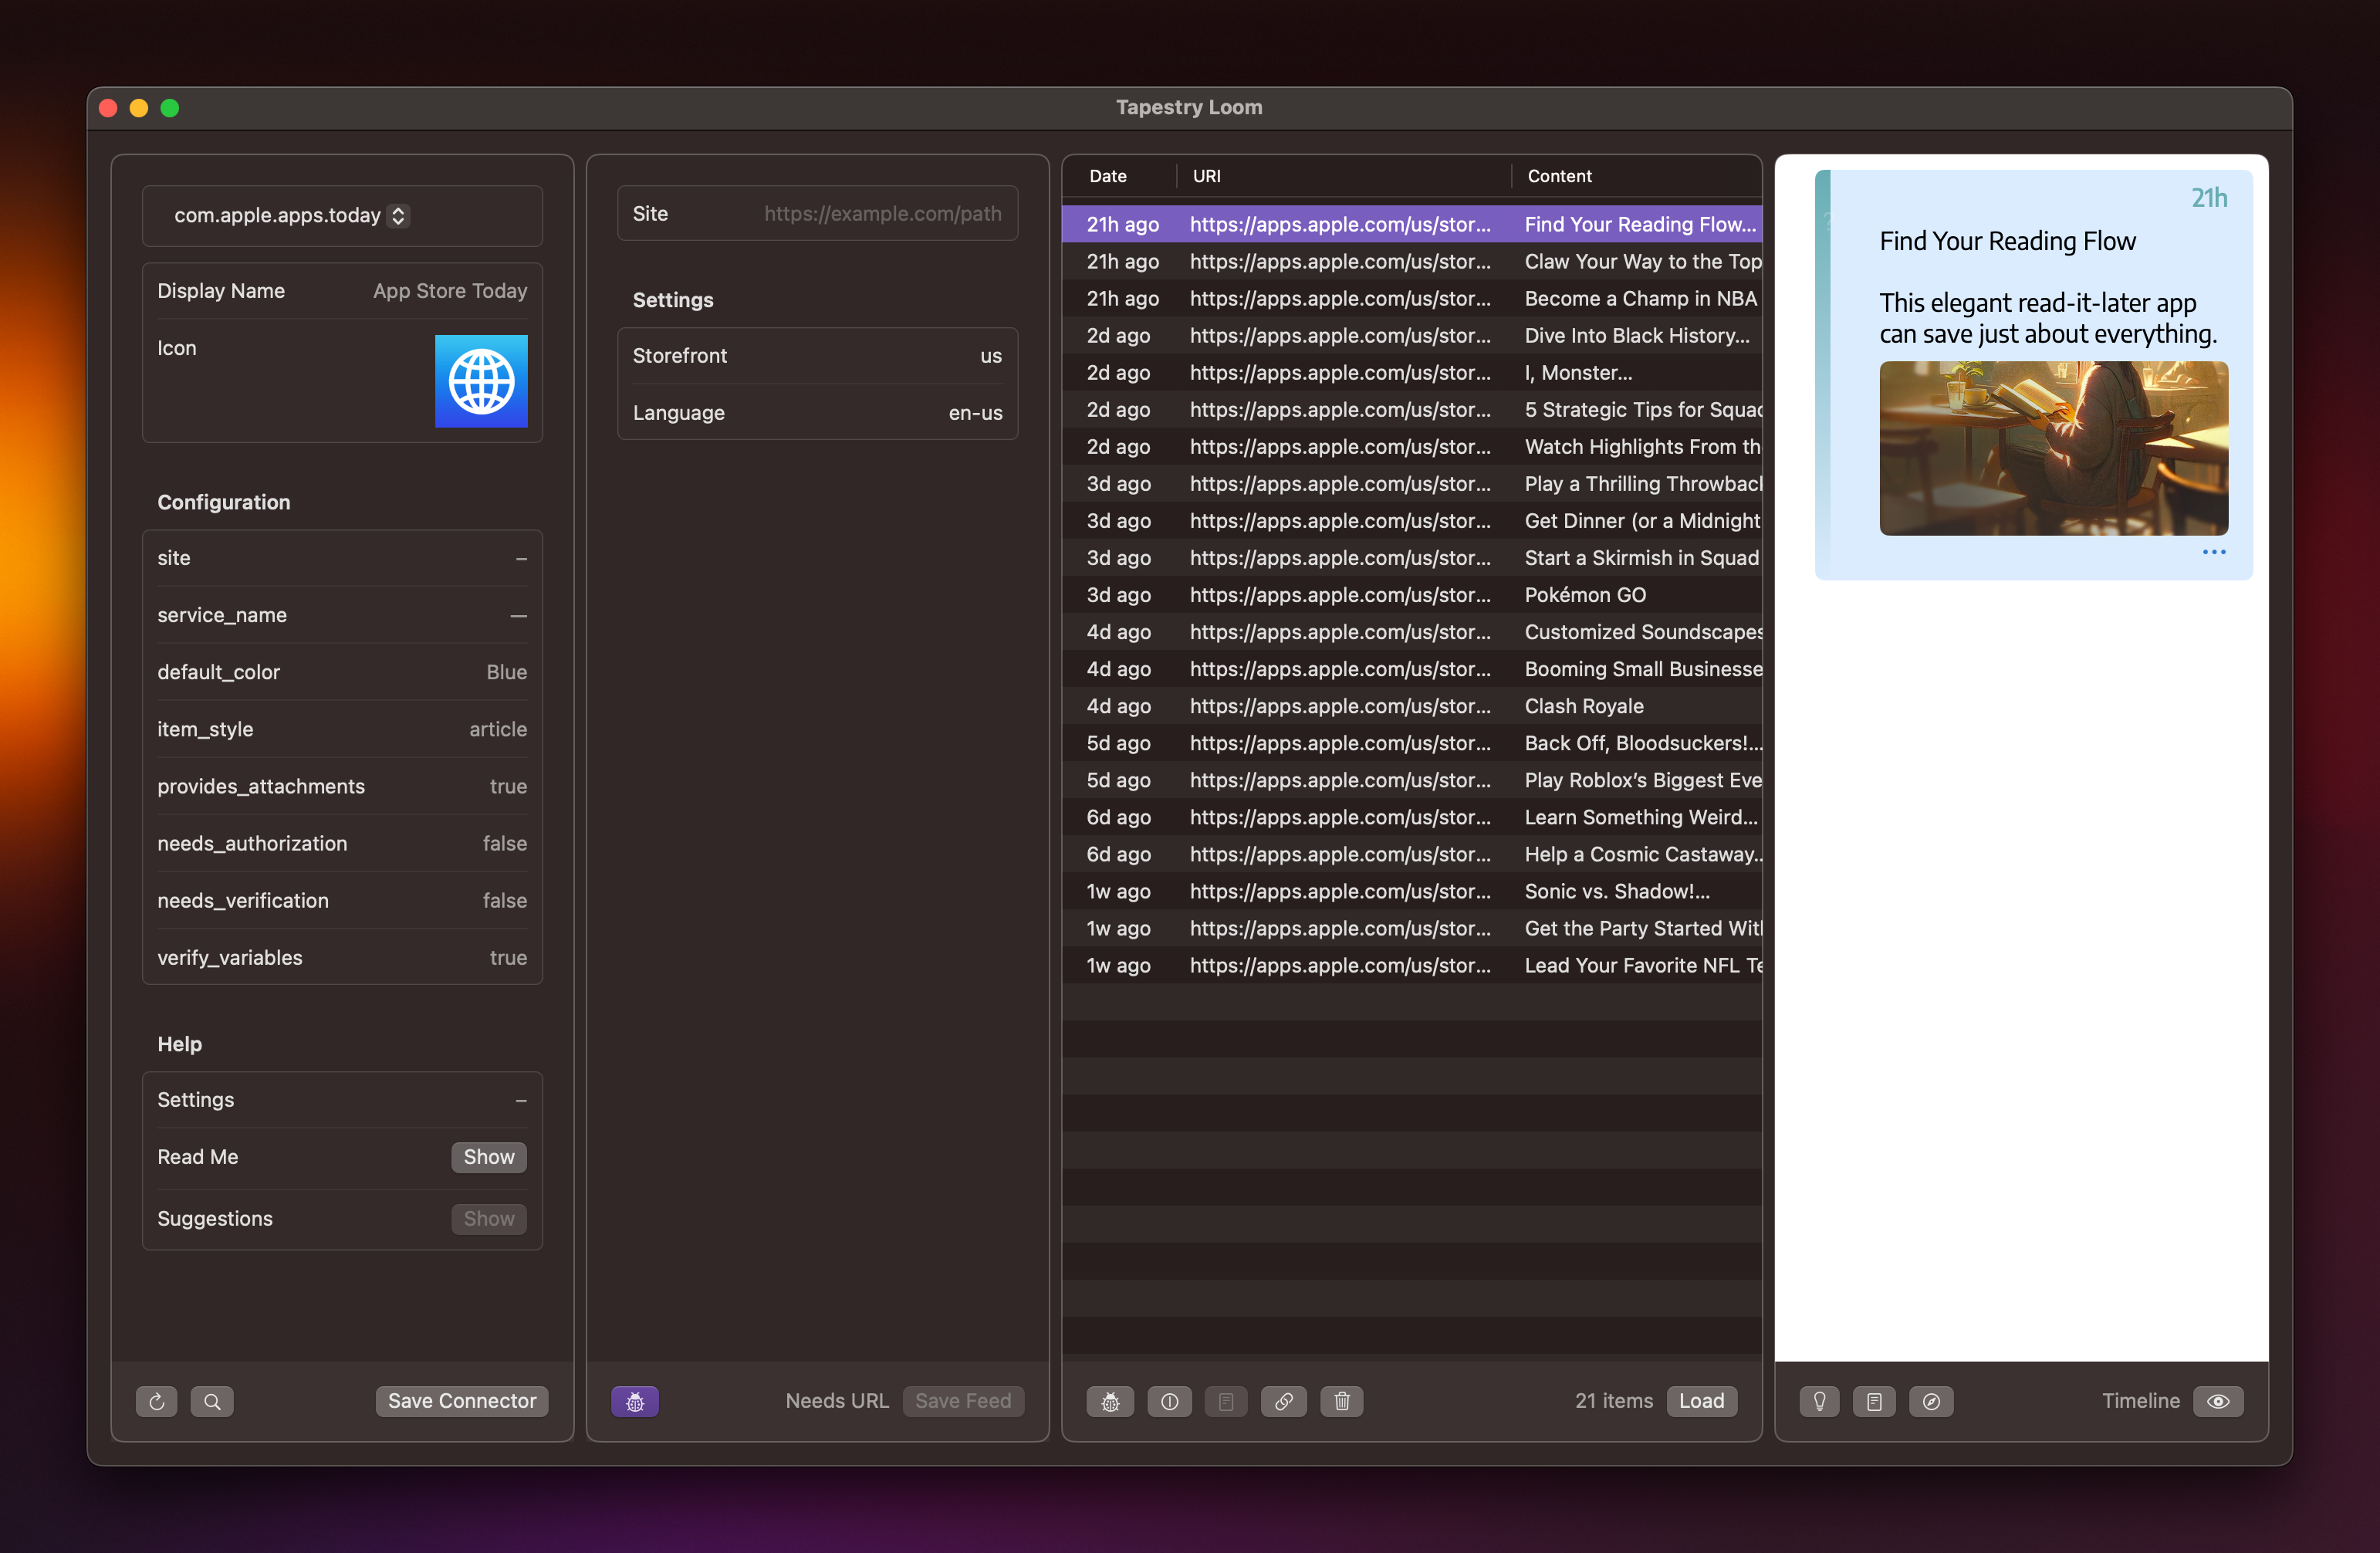 Tapestry Loom
com.apple.apps.today
Display Name App Store Today
Icon
Configuration
site –
service_name —
default_color Blue
item_style article
provides_attachments true
needs_authorization false
needs_verification false
verify_variables true
Help
Settings –
Read Me Show
Suggestions Show
Save Connector
Site https://example.com/path
Settings
Storefront us
Language en-us
Needs URL Save Feed
Date URI Content
21h ago https://apps.apple.com/us/stor... Find Your Reading Flow...
21h ago https://apps.apple.com/us/stor... Claw Your Way to the Top
21h ago https://apps.apple.com/us/stor... Become a Champ in NBA
2d ago https://apps.apple.com/us/stor... Dive Into Black History...
2d ago https://apps.apple.com/us/stor... I, Monster...
2d ago https://apps.apple.com/us/stor... 5 Strategic Tips for Squad
2d ago https://apps.apple.com/us/stor... Watch Highlights From th
3d ago https://apps.apple.com/us/stor... Play a Thrilling Throwback
3d ago https://apps.apple.com/us/stor... Get Dinner (or a Midnight
3d ago https://apps.apple.com/us/stor... Start a Skirmish in Squad
3d ago https://apps.apple.com/us/stor... Pokémon GO
4d ago https://apps.apple.com/us/stor... Customized Soundscapes
4d ago https://apps.apple.com/us/stor... Booming Small Businesse
4d ago https://apps.apple.com/us/stor... Clash Royale
5d ago https://apps.apple.com/us/stor... Back Off, Bloodsuckers!...
5d ago https://apps.apple.com/us/stor... Play Roblox’s Biggest Eve
6d ago https://apps.apple.com/us/stor... Learn Something Weird...
6d ago https://apps.apple.com/us/stor... Help a Cosmic Castaway..
1w ago https://apps.apple.com/us/stor... Sonic vs. Shadow!...
1w ago https://apps.apple.com/us/stor... Get the Party Started Wit
1w ago https://apps.apple.com/us/stor... Lead Your Favorite NFL Te
21 items Load
21h
Find Your Reading Flow
This elegant read-it-later app
can save just about everything.
Timeline